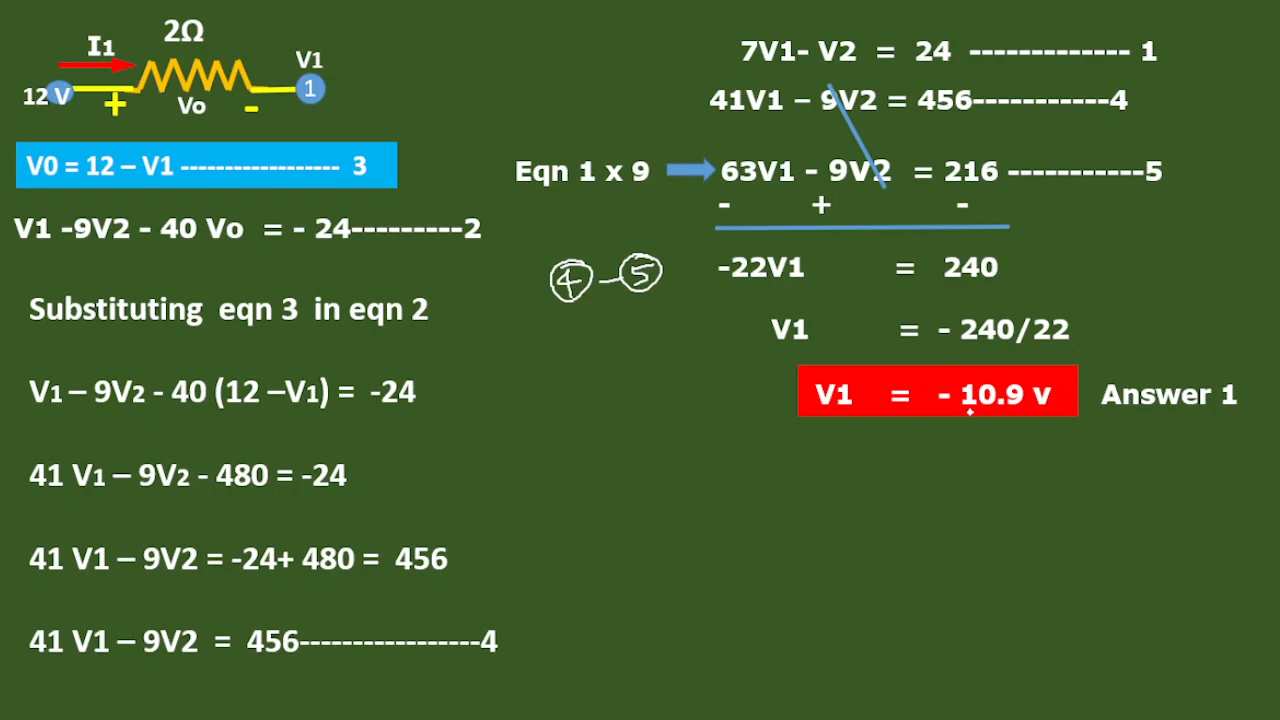 I1
2Ω
V1
12 V
+
Vo
-
1
V0 = 12 – V1 ------------------ 3
V1 -9V2 - 40 Vo = - 24---------2
Substituting eqn 3 in eqn 2
V1 – 9V2 - 40 (12 –V1) = -24
41 V1 – 9V2 - 480 = -24
41 V1 – 9V2 = -24+ 480 = 456
41 V1 – 9V2 = 456-----------------4
7V1- V2 = 24 ------------- 1
41V1 – 9V2 = 456-----------4
Eqn 1 x 9 63V1 - 9V2 = 216 -----------5
- + -
4 - 5 -22V1 = 240
V1 = - 240/22
V1 = - 10.9 v Answer 1